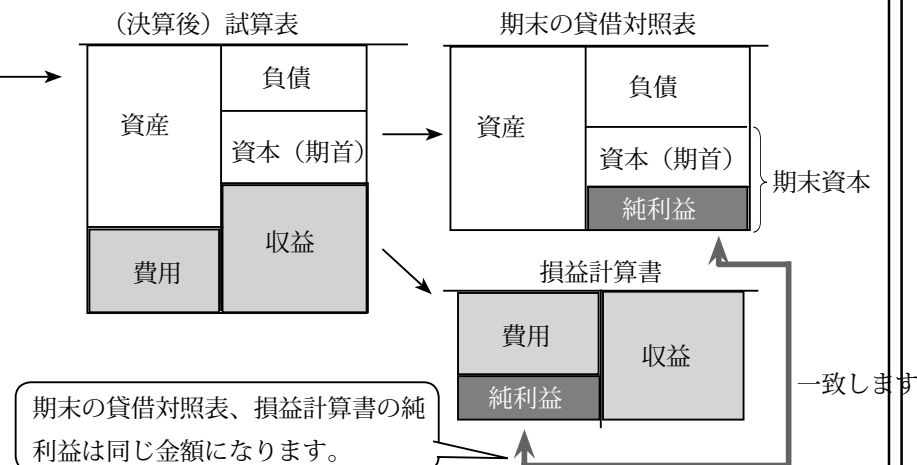 （決算後）試算表
期末の貸借対照表
資産
負債
資本（期首）
費用
収益
資産
負債
資本（期首）
純利益
期末資本
損益計算書
費用
純利益
収益
一致します
期末の貸借対照表、損益計算書の純
利益は同じ金額になります。